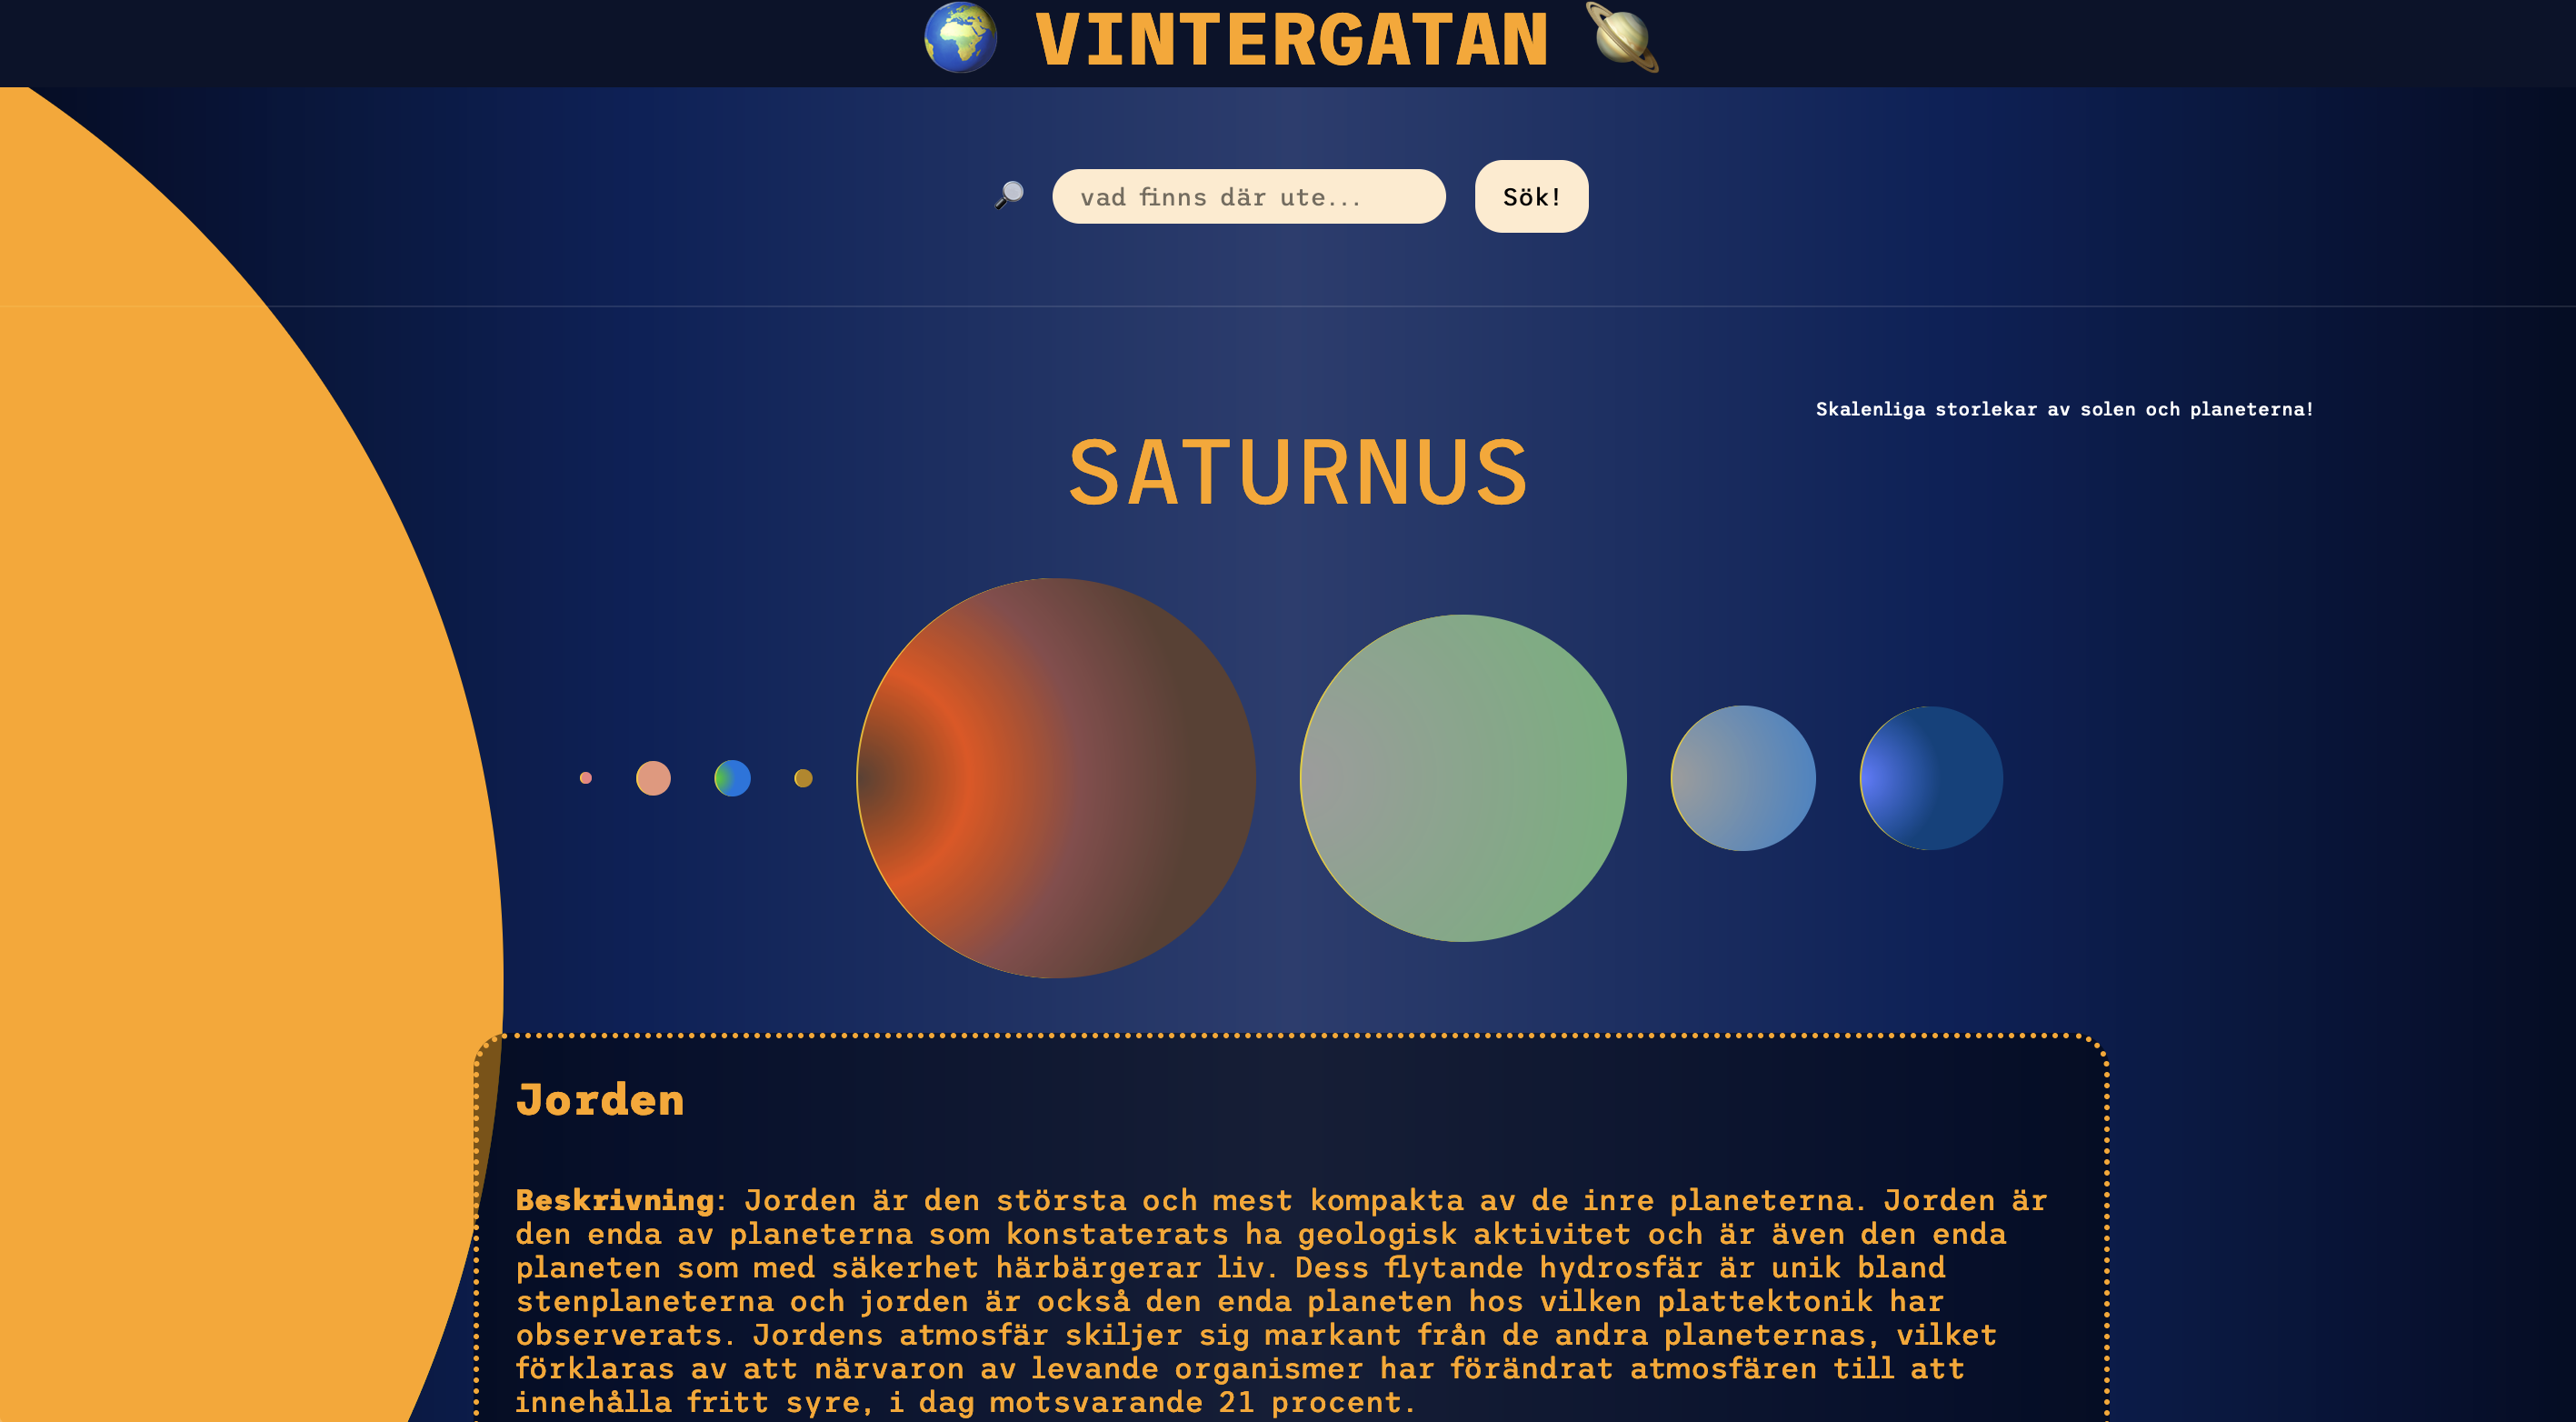 VINTERGATAN
vad finns där ute...
Sök!
Skalenliga storlekar av solen och planeterna!
SATURNUS
Jorden
Beskrivning: Jorden är den största och mest kompakta av de inre planeterna. Jorden är
den enda av planeterna som konstaterats ha geologisk aktivitet och är även den enda
planeten som med säkerhet härbärgerar liv. Dess flytande hydrosfär är unik bland
stenplaneterna och jorden är också den enda planeten hos vilken plattektonik har
observerats. Jordens atmosfär skiljer sig markant från de andra planeternas, vilket
förklaras av att närvaron av levande organismer har förändrat atmosfären till att
innehålla fritt syre, i dag motsvarande 21 procent.